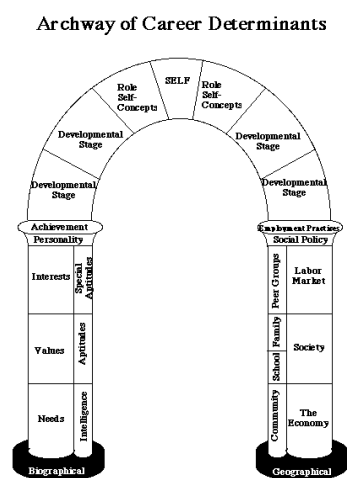 Archway of Career Determinants
SELF
Role
Self-
Concepts
Role
Self-
Concepts
Developmental
Stage
Developmental
Stage
Developmental
Stage
Developmental
Stage
Achievement
Personality
Employment Practices
Social Policy
Interests
Special
Aptitudes
Peer Groups
Labor
Market
Values
Aptitudes
Family
School
Society
Needs
Intelligence
Community
The
Economy
Biographical
Geographical